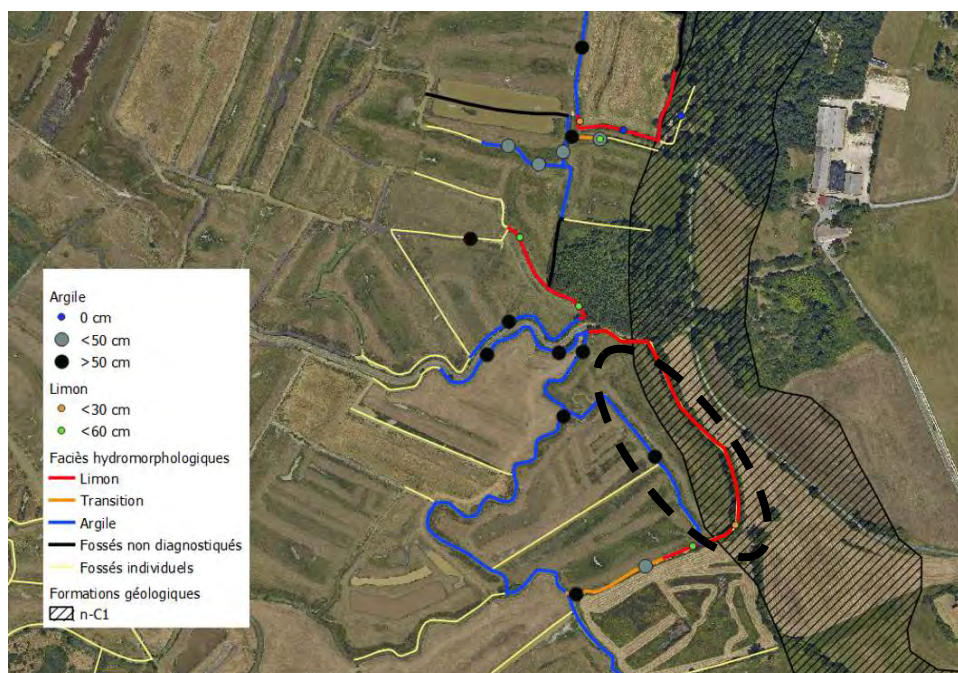 Argile
0 cm
<50 cm
>50 cm
Limon
<30 cm
<60 cm
Faciès hydromorphologiques
Limon
Transition
Argile
Fossés non diagnostiqués
Fossés individuels
Formations géologiques
n-C1